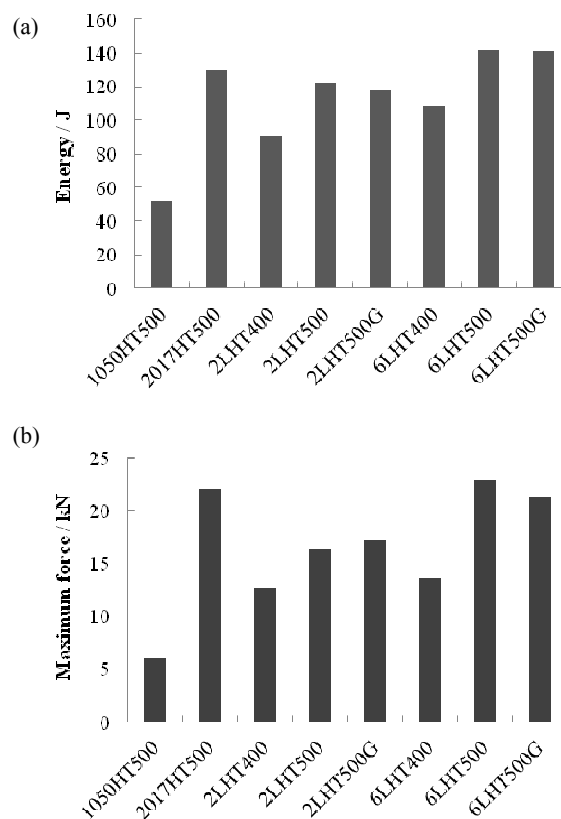 (a)
160
140
120
100
80
60
40
20
0
Energy / J
1050HT500
2017HT500
2LHT400
2LHT500
2LHT500G
6LHT400
6LHT500
6LHT500G
(b)
25
20
15
10
5
0
Maximum force / kN
1050HT500
2017HT500
2LHT400
2LHT500
2LHT500G
6LHT400
6LHT500
6LHT500G